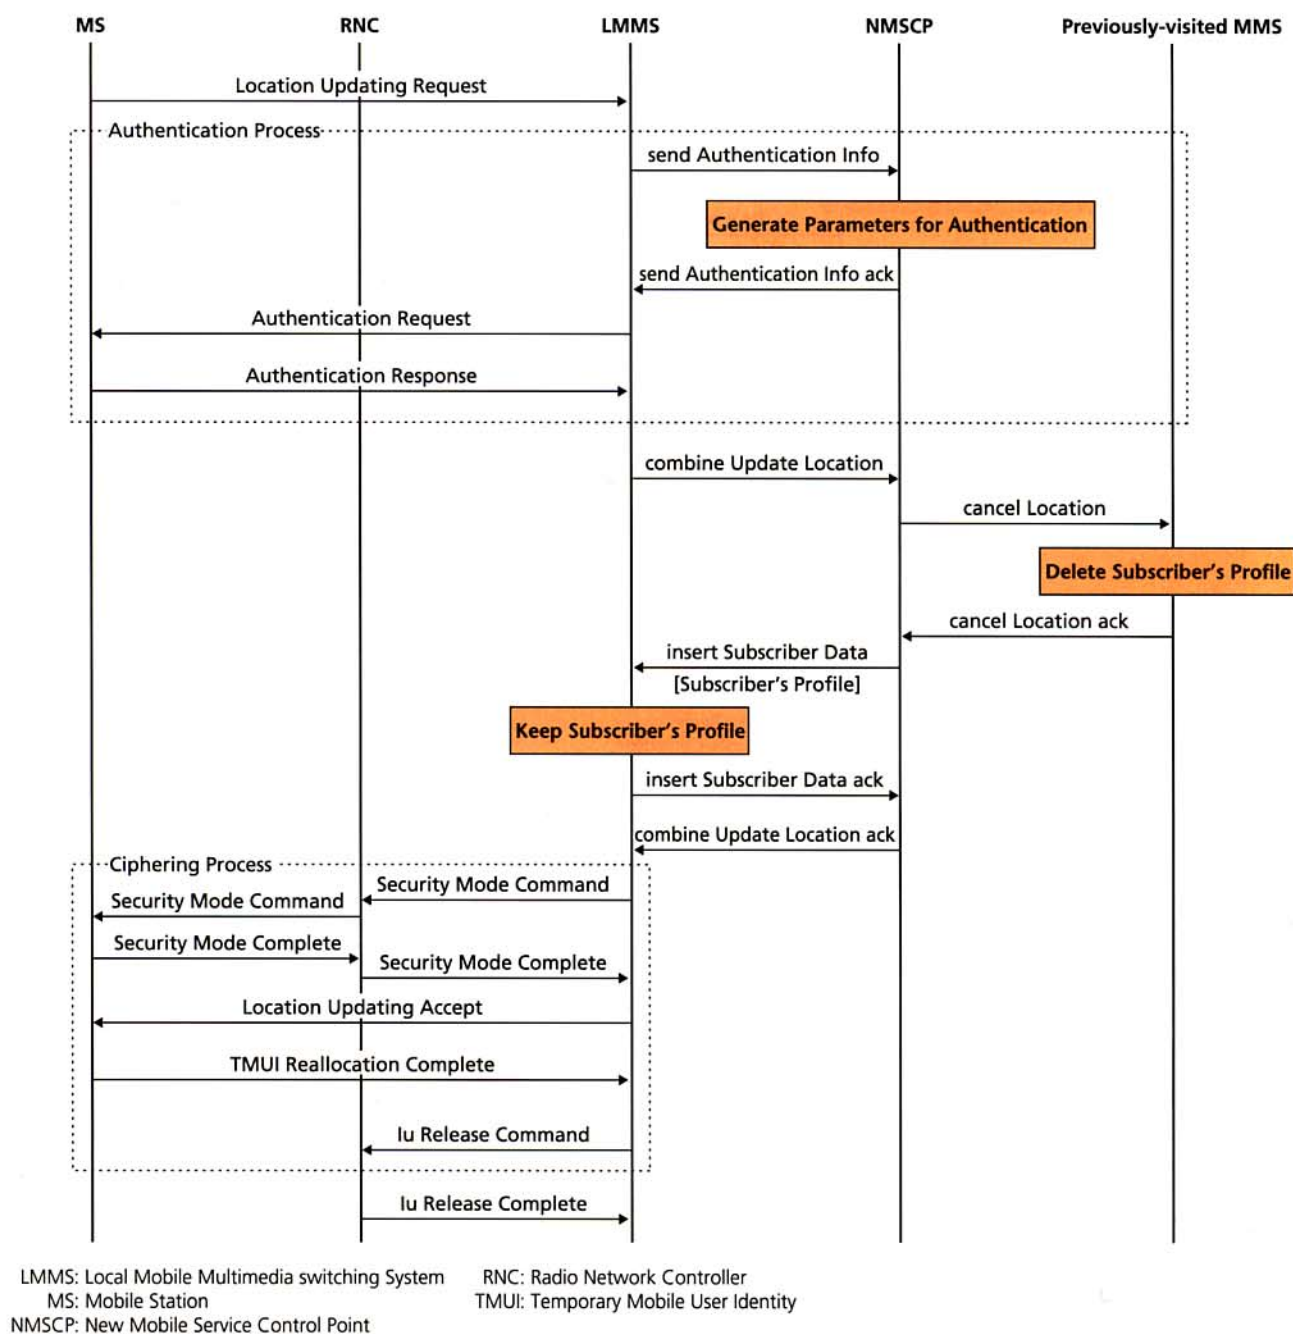 MS RNC LMMS NMSCP Previously-visited MMS
Location Updating Request
Authentication Process
send Authentication Info
Generate Parameters for Authentication
send Authentication Info ack
Authentication Request
Authentication Response
combine Update Location
cancel Location
Delete Subscriber's Profile
cancel Location ack
insert Subscriber Data
[Subscriber's Profile]
Keep Subscriber's Profile
insert Subscriber Data ack
combine Update Location ack
Ciphering Process
Security Mode Command
Security Mode Command
Security Mode Complete
Security Mode Complete
Location Updating Accept
TMUI Reallocation Complete
Iu Release Command
Iu Release Complete
LMMS: Local Mobile Multimedia switching System RNC: Radio Network Controller
MS: Mobile Station TMUI: Temporary Mobile User Identity
NMSCP: New Mobile Service Control Point